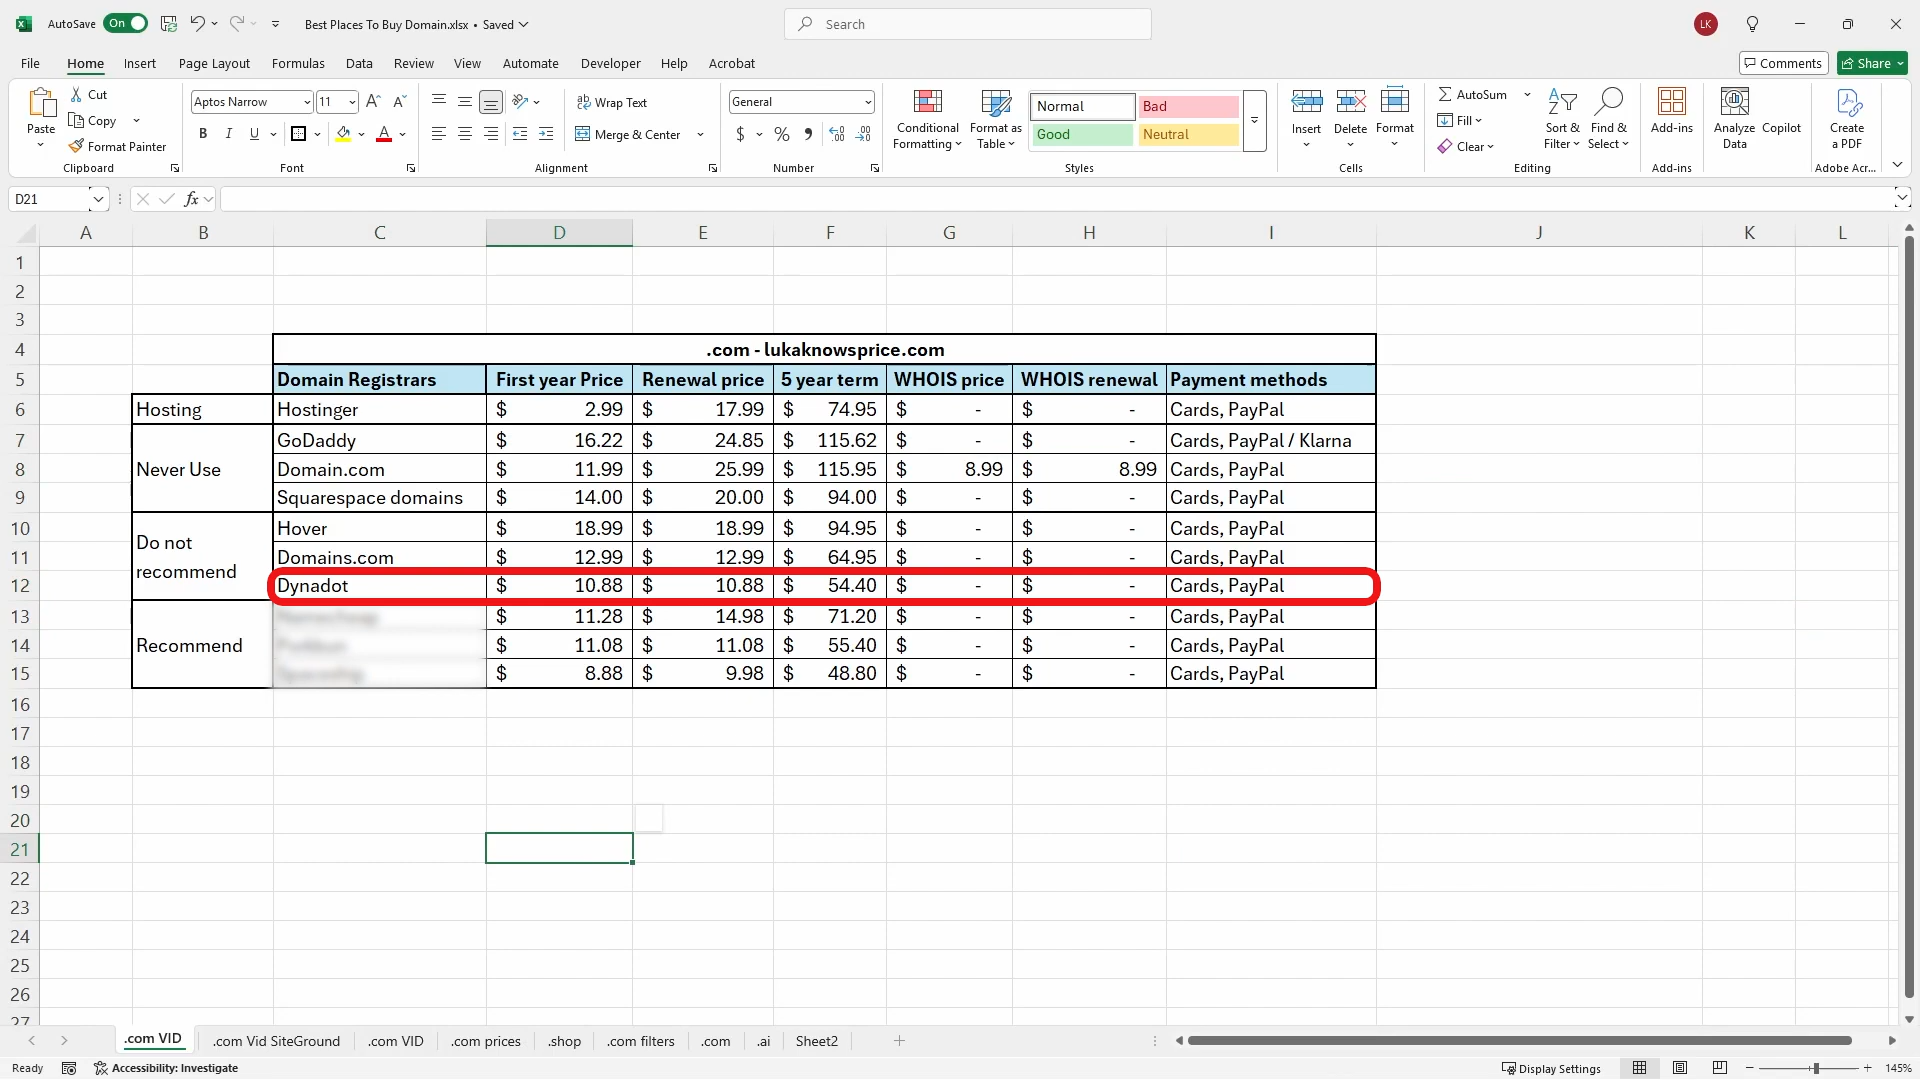 AutoSave On Best Places To Buy Domain.xlsx • Saved Search LK
File Home Insert Page Layout Formulas Data Review View Automate Developer Help Acrobat Comments Share
Paste Cut Copy Format Painter Clipboard
Aptos Narrow 11 B I U A Font
ab Wrap Text Merge & Center Alignment
General $ % Number
Conditional Formatting Format as Table Normal Bad Good Neutral Styles
Insert Delete Format Cells
AutoSum Fill Clear Sort & Filter Find & Select Editing
Add-ins Add-ins
Analyze Data Copilot
Create a PDF Adobe Acr...
D21 fx
A B C D E F G H I J K L
1
2
3
4 .com - lukaknowsprice.com
5 Domain Registrars First year Price Renewal price 5 year term WHOIS price WHOIS renewal Payment methods
6 Hosting Hostinger $ 2.99 $ 17.99 $ 74.95 $ - $ - Cards, PayPal
7 GoDaddy $ 16.22 $ 24.85 $ 115.62 $ - $ - Cards, PayPal / Klarna
8 Never Use Domain.com $ 11.99 $ 25.99 $ 115.95 $ 8.99 $ 8.99 Cards, PayPal
9 Squarespace domains $ 14.00 $ 20.00 $ 94.00 $ - $ - Cards, PayPal
10 Do not recommend Hover $ 18.99 $ 18.99 $ 94.95 $ - $ - Cards, PayPal
11 Domains.com $ 12.99 $ 12.99 $ 64.95 $ - $ - Cards, PayPal
12 Dynadot $ 10.88 $ 10.88 $ 54.40 $ - $ - Cards, PayPal
13 $ 11.28 $ 14.98 $ 71.20 $ - $ - Cards, PayPal
14 Recommend $ 11.08 $ 11.08 $ 55.40 $ - $ - Cards, PayPal
15 $ 8.88 $ 9.98 $ 48.80 $ - $ - Cards, PayPal
16
17
18
19
20
21
22
23
24
25
26
27
.com VID .com Vid SiteGround .com VID .com prices .shop .com filters .com .ai Sheet2
Ready Accessibility: Investigate Display Settings 145%